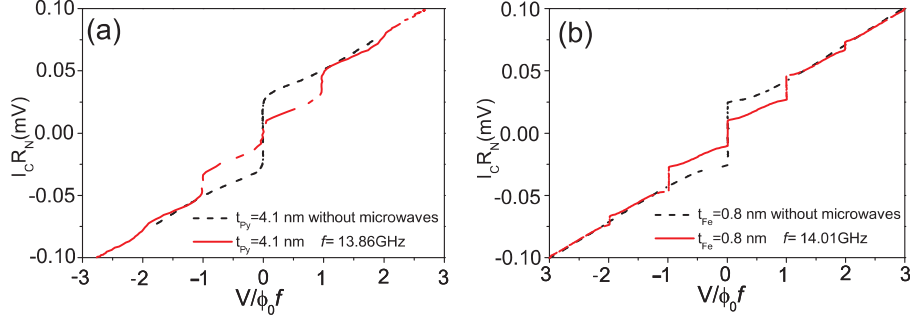 (a)
0.10
0.05
0.00
-0.05
-0.10
I_C R_N(mV)
t_Py=4.1 nm without microwaves
t_Py=4.1 nm f= 13.86GHz
-3 -2 -1 0 1 2 3
V/ϕ_0 f
(b)
0.10
0.05
0.00
-0.05
-0.10
I_C R_N(mV)
t_Fe=0.8 nm without microwaves
t_Fe=0.8 nm f= 14.01GHz
3 -2 -1 0 1 2 3
V/ϕ_0 f